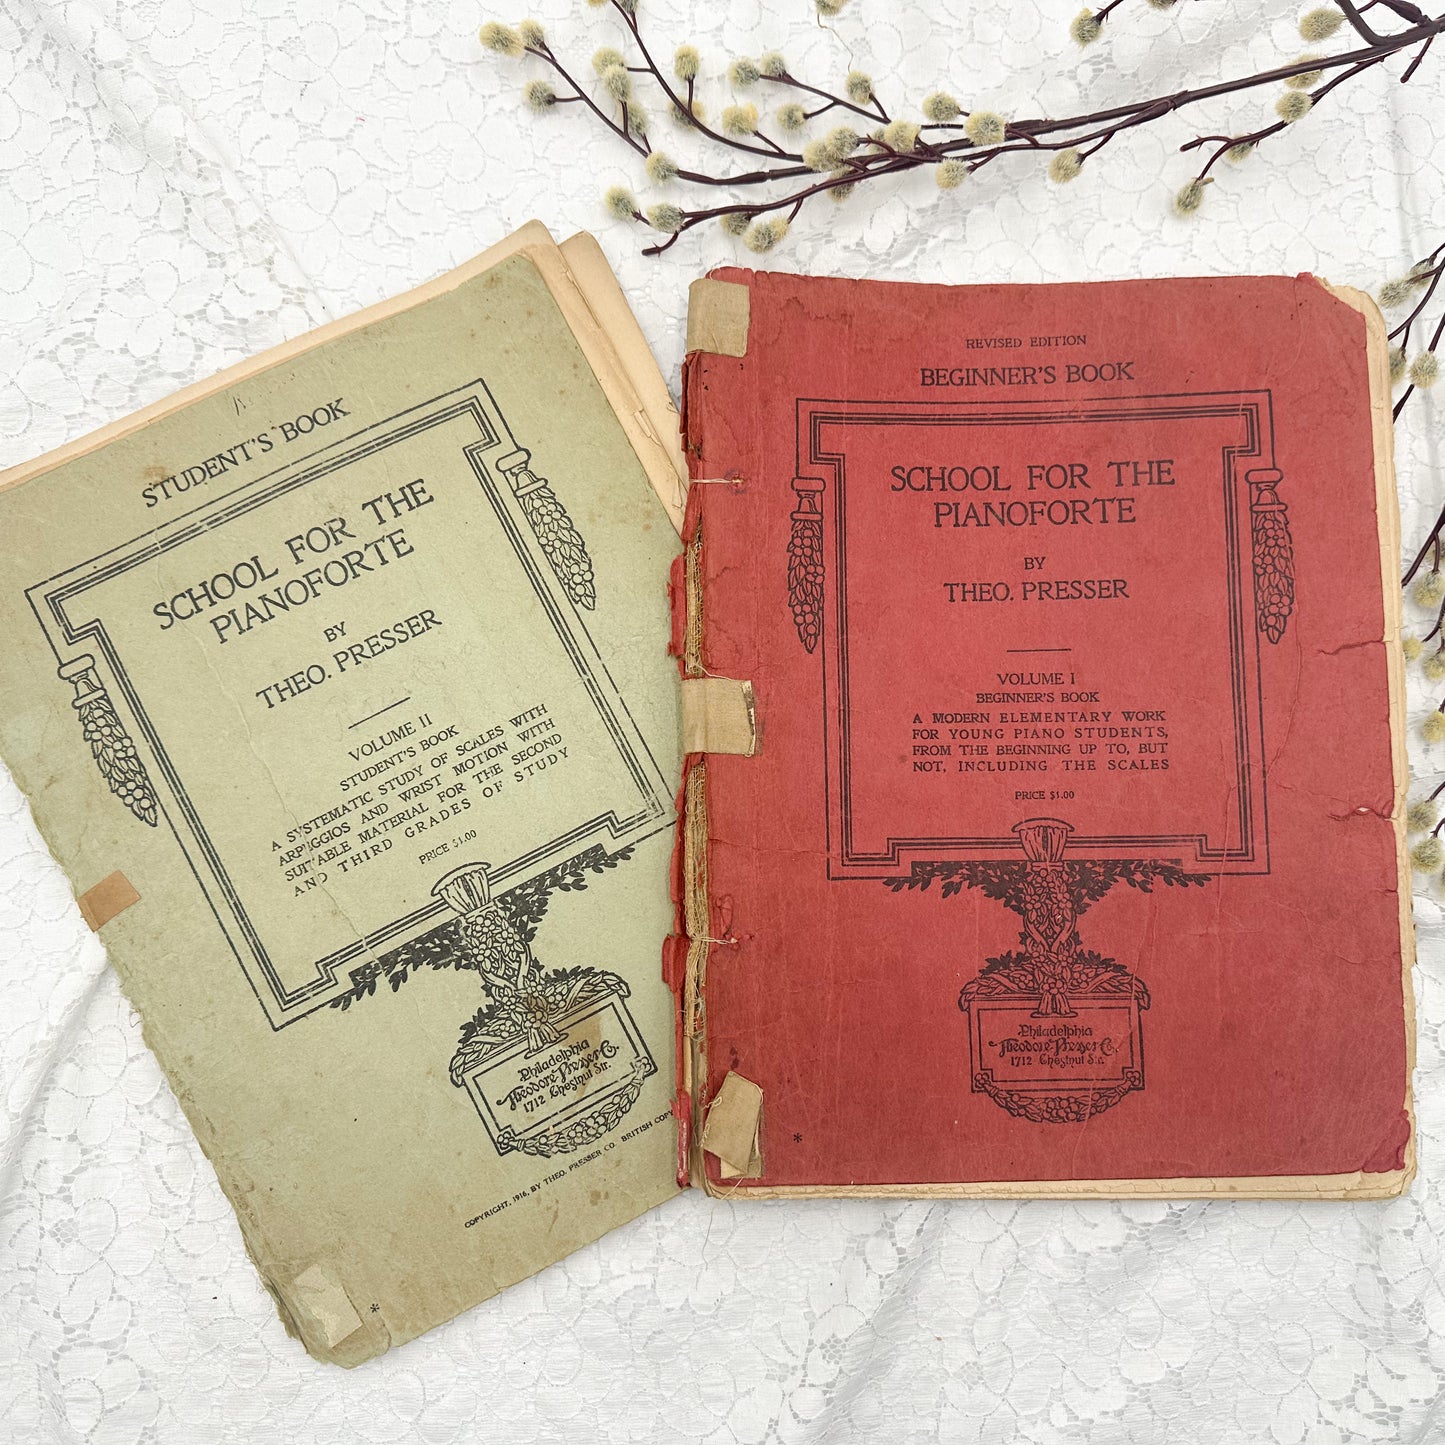 STUDENT'S BOOK
SCHOOL FOR THE
PIANOFORTE
BY
THEO. PRESSER
VOLUME II
STUDENT'S BOOK
A SYSTEMATIC STUDY OF SCALES WITH
ARPEGGIOS AND WRIST MOTION WITH
SUITABLE MATERIAL FOR THE SECOND
AND THIRD GRADES OF STUDY
PRICE $1.00
Philadelphia
Theodore Presser Co.
1712 Chestnut Str.
COPYRIGHT, 1916, BY THEO. PRESSER CO. BRITISH COPY
*
REVISED EDITION
BEGINNER'S BOOK
SCHOOL FOR THE
PIANOFORTE
BY
THEO. PRESSER
VOLUME I
BEGINNER'S BOOK
A MODERN ELEMENTARY WORK
FOR YOUNG PIANO STUDENTS,
FROM THE BEGINNING UP TO, BUT
NOT, INCLUDING THE SCALES
PRICE $1.00
Philadelphia
Theodore Presser Co.
1712 Chestnut Str.
*